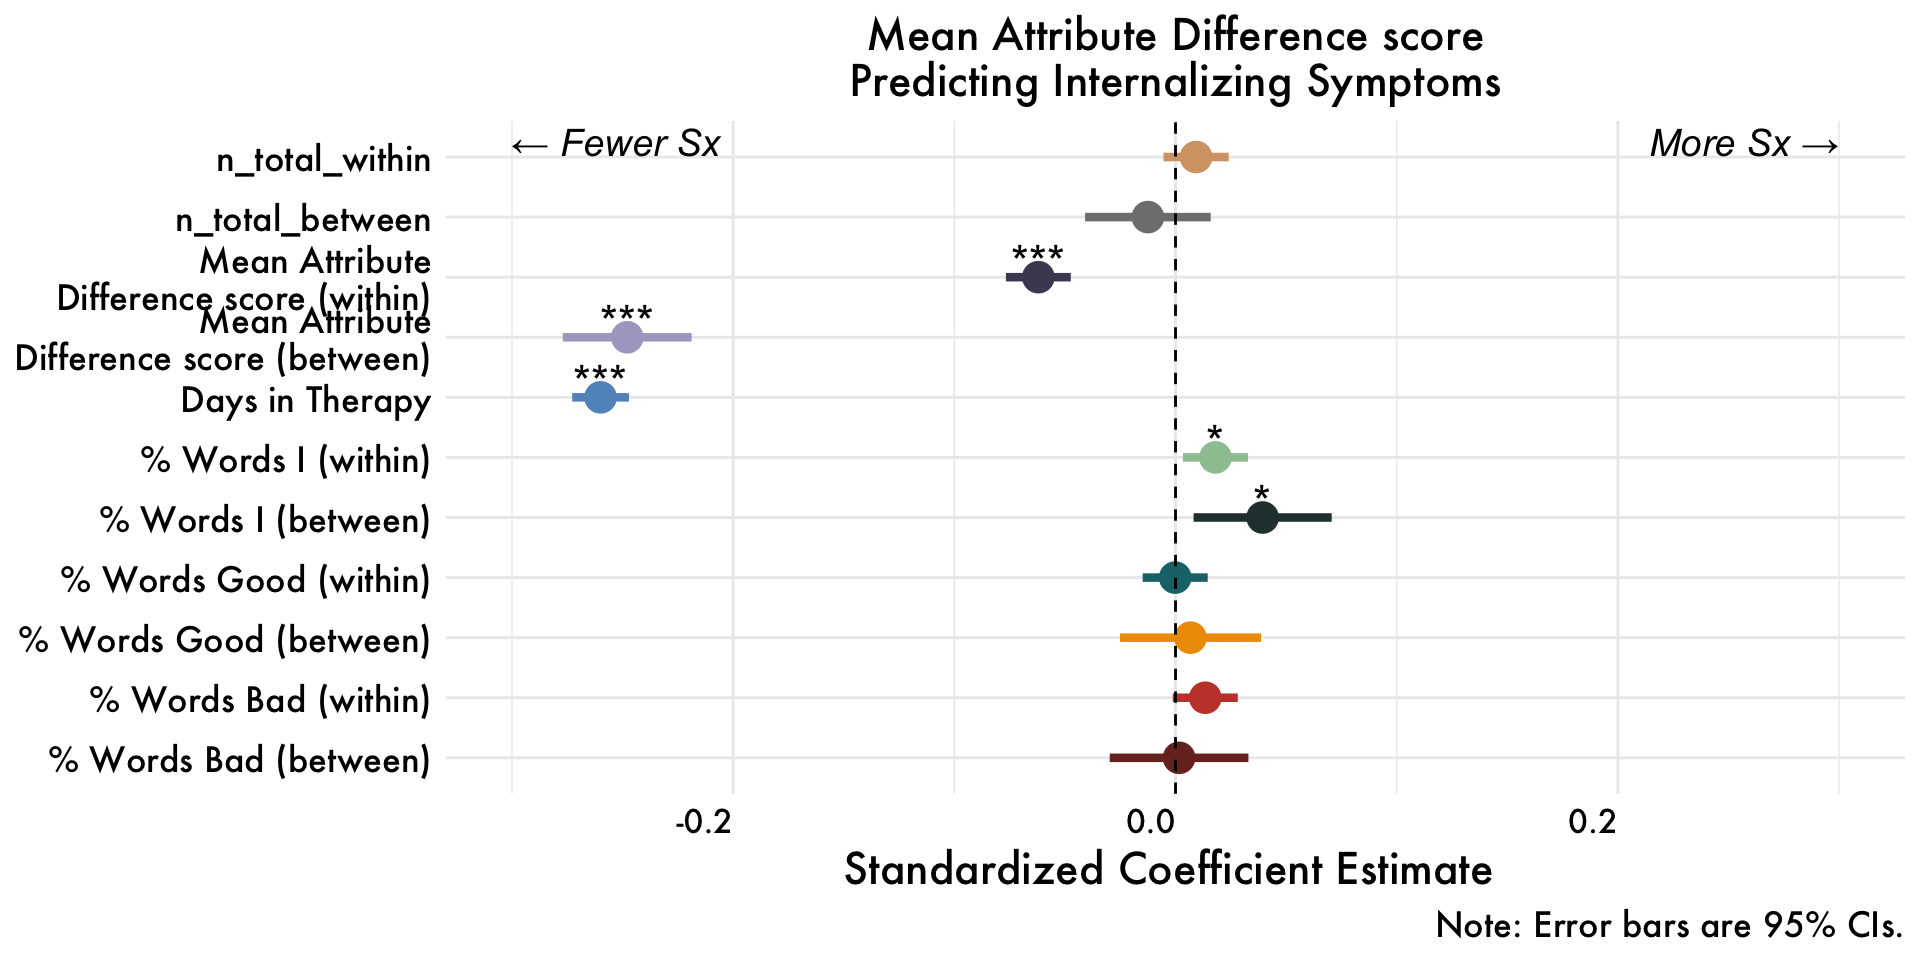 Mean Attribute Difference score
Predicting Internalizing Symptoms
← Fewer Sx
More Sx →
n_total_within
n_total_between
Mean Attribute
Difference score (within)
Mean Attribute
Difference score (between)
Days in Therapy
% Words I (within)
% Words I (between)
% Words Good (within)
% Words Good (between)
% Words Bad (within)
% Words Bad (between)
***
***
***
*
*
-0.2
0.0
0.2
Standardized Coefficient Estimate
Note: Error bars are 95% CIs.